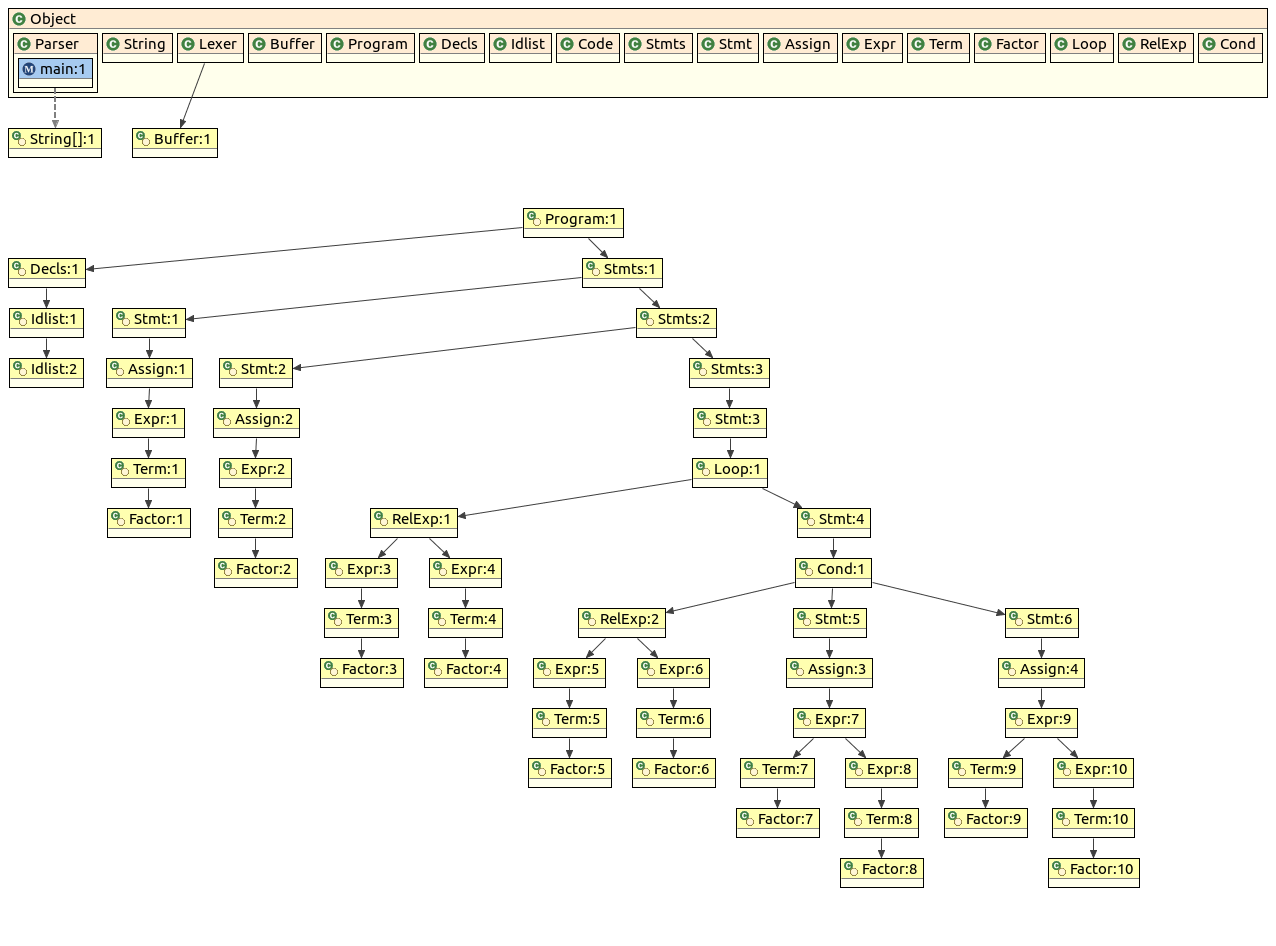 Object
Parser String Lexer Buffer Program Decls Idlist Code Stmts Stmt Assign Expr Term Factor Loop RelExp Cond
main:1
String[]:1 Buffer:1
Program:1
Decls:1 Stmts:1
Idlist:1 Stmt:1 Stmts:2
Idlist:2 Assign:1 Stmt:2 Stmts:3
Expr:1 Assign:2 Stmt:3
Term:1 Expr:2 Loop:1
Factor:1 Term:2 RelExp:1 Stmt:4
Factor:2 Expr:3 Expr:4 Cond:1
Term:3 Term:4 RelExp:2 Stmt:5 Stmt:6
Factor:3 Factor:4 Expr:5 Expr:6 Assign:3 Assign:4
Term:5 Term:6 Expr:7 Expr:9
Factor:5 Factor:6 Term:7 Expr:8 Term:9 Expr:10
Factor:7 Term:8 Factor:9 Term:10
Factor:8 Factor:10